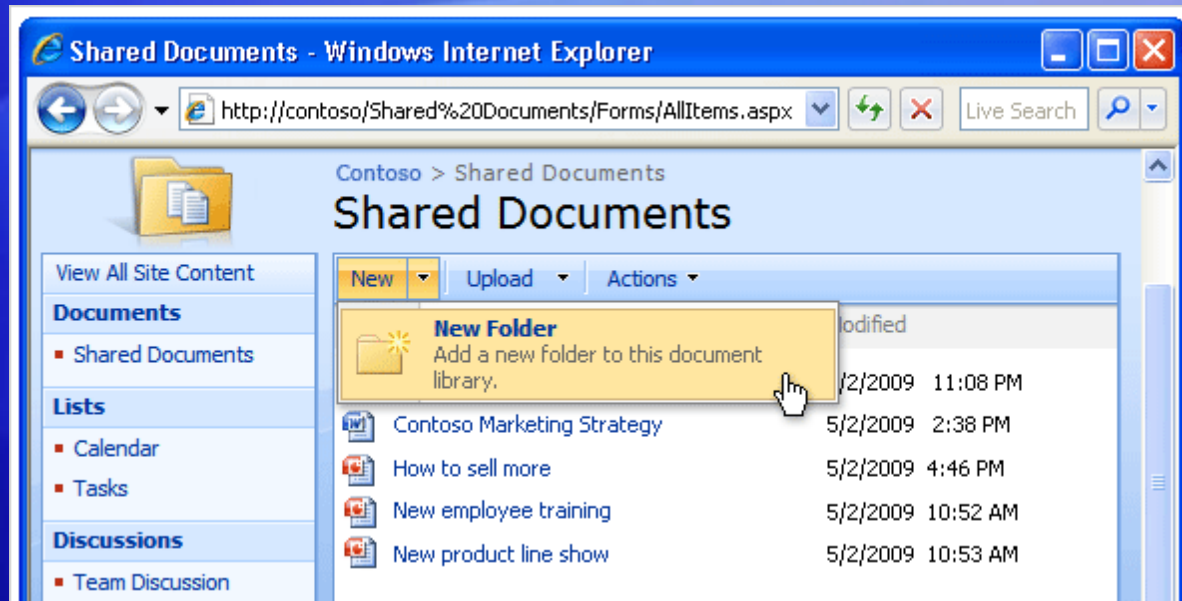 Shared Documents - Windows Internet Explorer
http://contoso/Shared%20Documents/Forms/AllItems.aspx
Live Search
Contoso > Shared Documents
Shared Documents
View All Site Content
New
Upload
Actions
Documents
New Folder
Add a new folder to this document
library.
Shared Documents
/2/2009 11:08 PM
Lists
Contoso Marketing Strategy 5/2/2009 2:38 PM
Calendar
How to sell more 5/2/2009 4:46 PM
Tasks
New employee training 5/2/2009 10:52 AM
Discussions
New product line show 5/2/2009 10:53 AM
Team Discussion